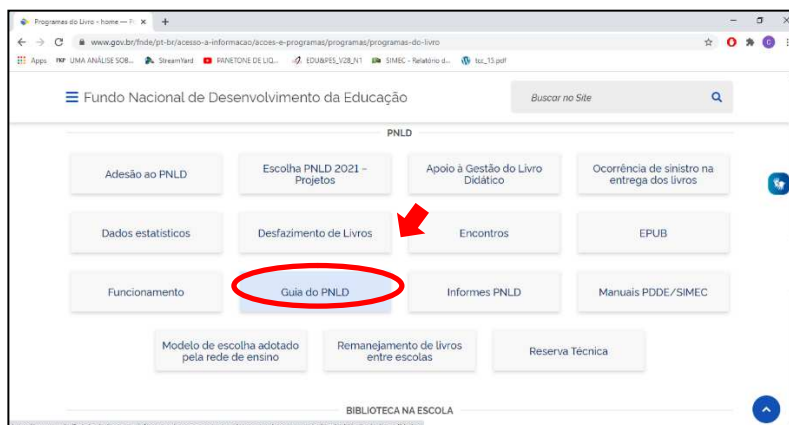 Programas do Livro - home — F
www.gov.br/fnde/pt-br/acesso-a-informacao/acoes-e-programas/programas/programas-do-livro
Apps UMA ANÁLISE SOB... StreamYard PANETONE DE LIQ... EDU&PES_V28_N1 SIMEC - Relatório d... tcc_13.pdf
Fundo Nacional de Desenvolvimento da Educação Buscar no Site
PNLD
Adesão ao PNLD
Escolha PNLD 2021 –
Projetos
Apoio à Gestão do Livro
Didático
Ocorrência de sinistro na
entrega dos livros
Dados estatísticos
Desfazimento de Livros
Encontros
EPUB
Funcionamento
Guia do PNLD
Informes PNLD
Manuais PDDE/SIMEC
Modelo de escolha adotado
pela rede de ensino
Remanejamento de livros
entre escolas
Reserva Técnica
BIBLIOTECA NA ESCOLA